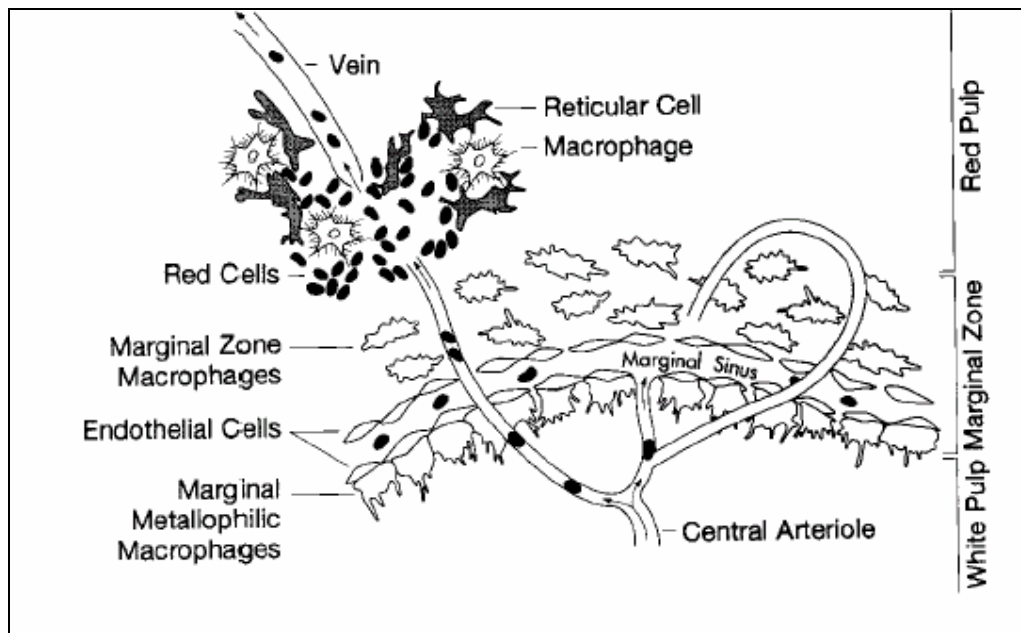 Vein
Reticular Cell
Macrophage
Red Cells
Marginal Zone
Macrophages
Marginal Sinus
Endothelial Cells
Marginal
Metallophilic
Macrophages
Central Arteriole
Red Pulp
Marginal Zone
White Pulp